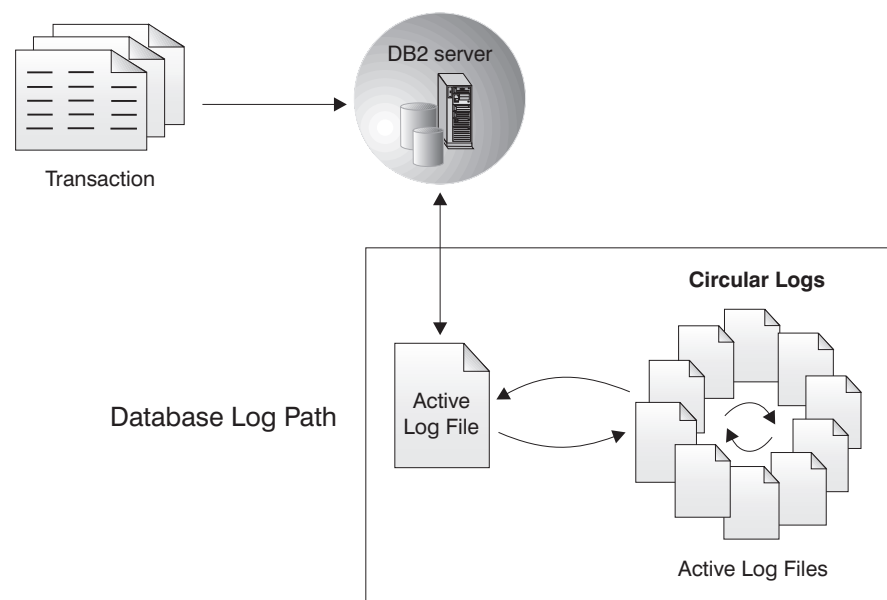 DB2 server
Transaction
Circular Logs
Active
Log File
Database Log Path
Active Log Files